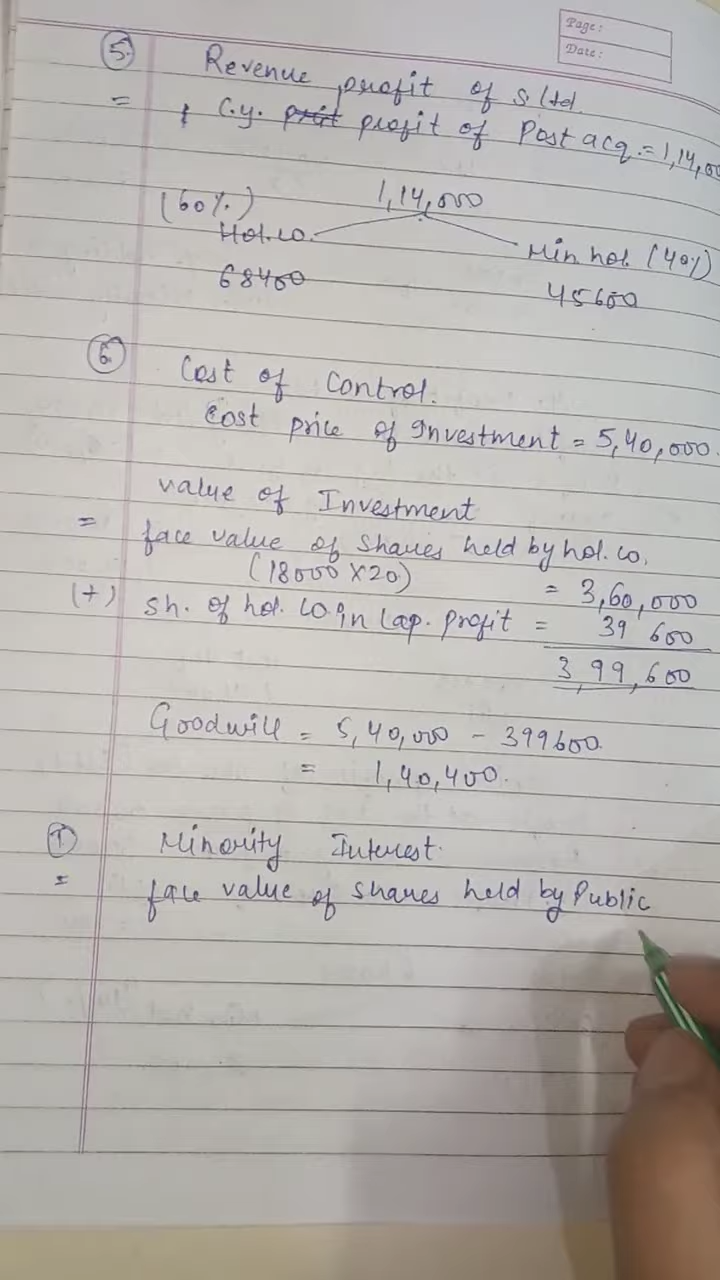 Page:
Date:
5. Revenue profit of S. Ltd.
= C.y. profit of Post acq. = 1,14,00
1,14,000
(60%)
Hol. co.
Min hol. (40%)
68400
45600
6 Cost of Control.
Cost price of Investment = 5,40,000.
value of Investment
= face value of shares held by hol. co.
(18000 × 20) = 3,60,000
(+) Sh. of hol. co in Cap. profit = 39 600
3,99,600
Goodwill = 5,40,000 - 399600.
= 1,40,400.
Minority Interest.
= face value of shares held by Public